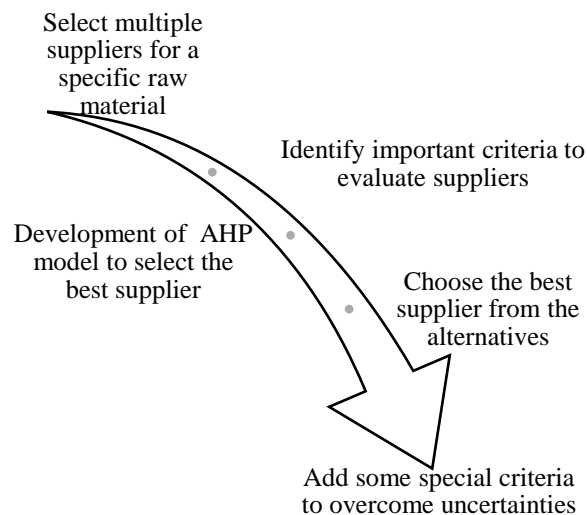 Select multiple
suppliers for a
specific raw
material
Identify important criteria to
evaluate suppliers
Development of AHP
model to select the
best supplier
Choose the best
supplier from the
alternatives
Add some special criteria
to overcome uncertainties